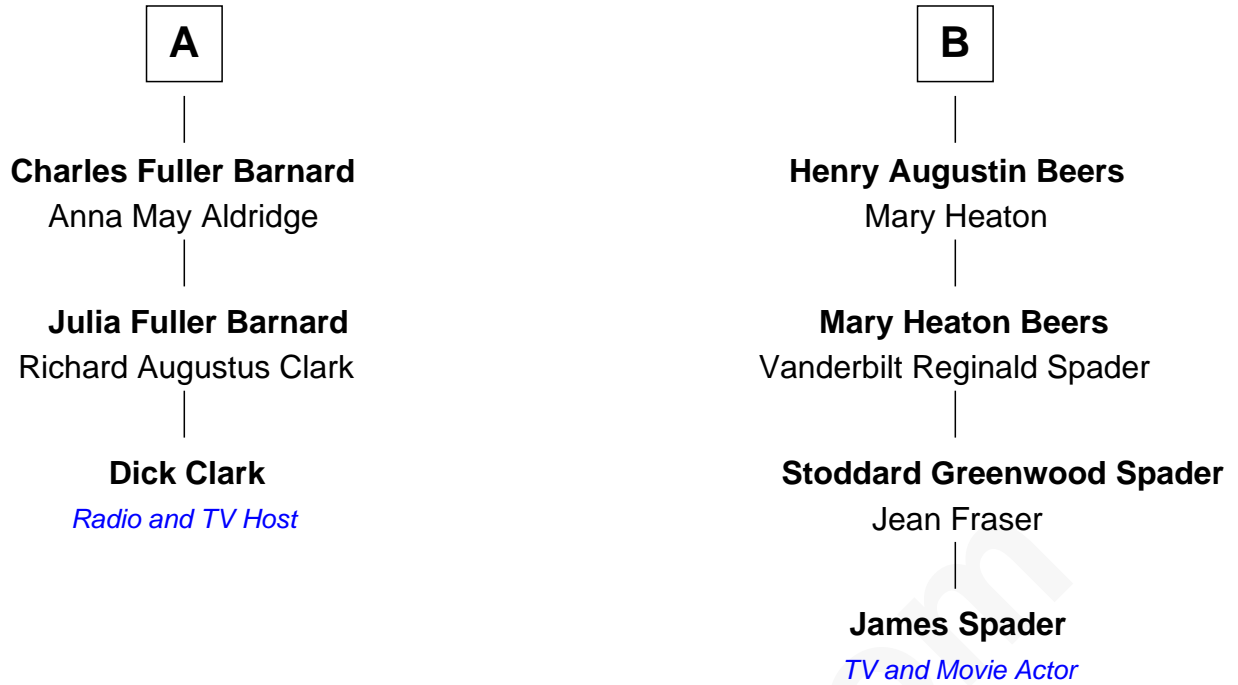 A
Charles Fuller Barnard
Anna May Aldridge
Julia Fuller Barnard
Richard Augustus Clark
Dick Clark
Radio and TV Host
B
Henry Augustin Beers
Mary Heaton
Mary Heaton Beers
Vanderbilt Reginald Spader
Stoddard Greenwood Spader
Jean Fraser
James Spader
TV and Movie Actor